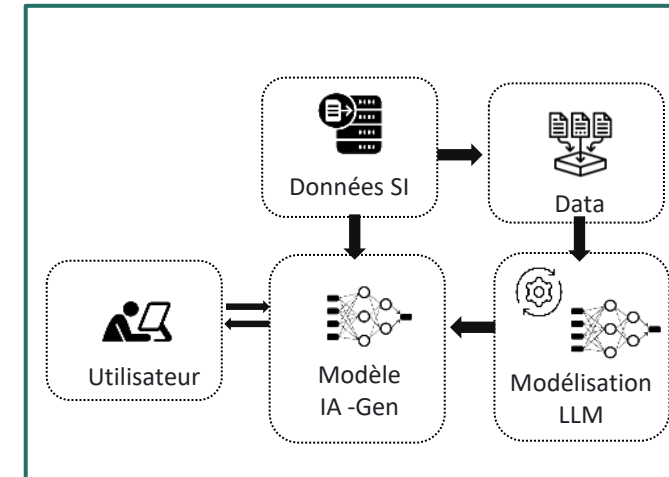 Données SI
Data
Utilisateur
Modèle
IA -Gen
Modélisation
LLM